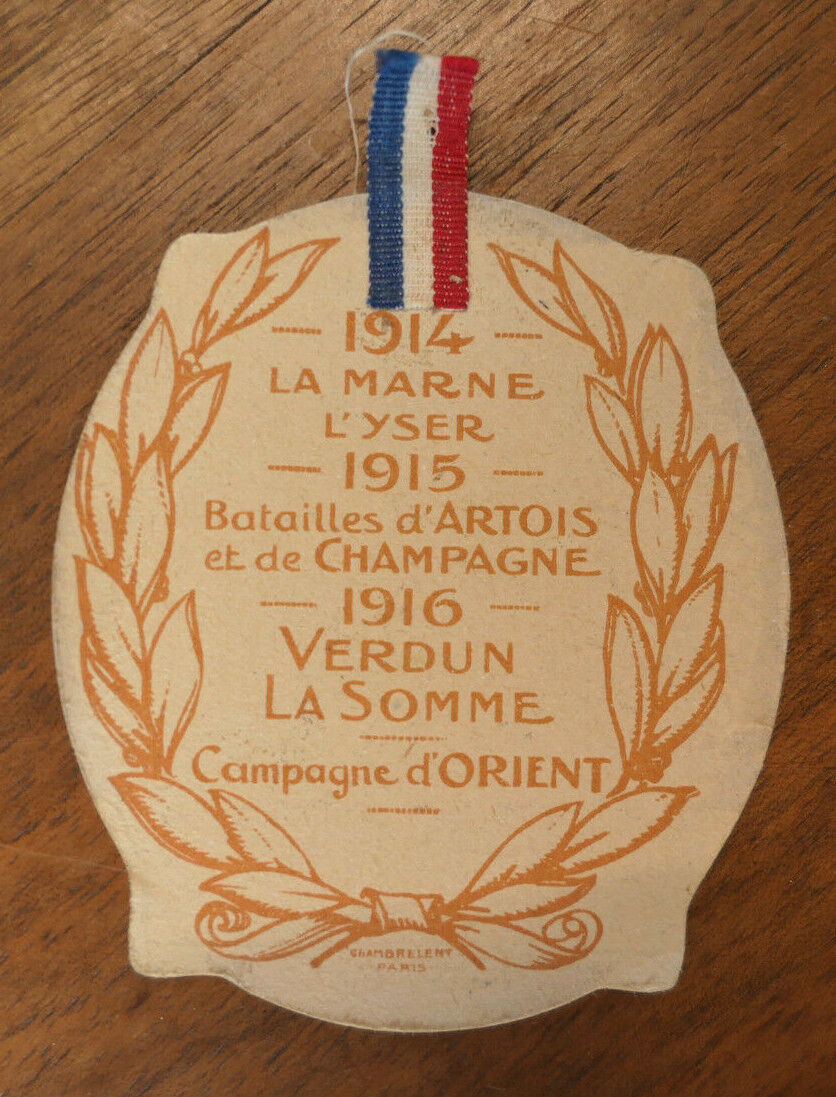 1914
LA MARNE
L'YSER
1915
Batailles d'ARTOIS
et de CHAMPAGNE
1916
VERDUN
LA SOMME
Campagne d'ORIENT
CHAMBRELENT
PARIS